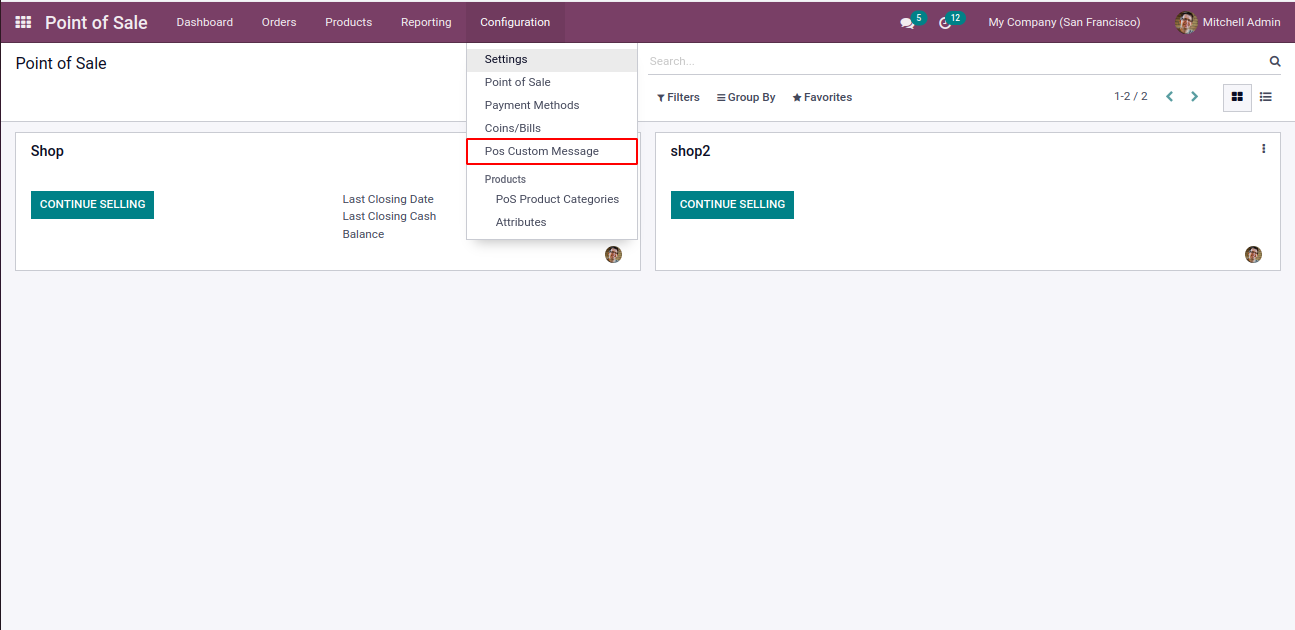 Point of Sale Dashboard Orders Products Reporting Configuration 5 12 My Company (San Francisco) Mitchell Admin
Point of Sale
Search...
Filters Group By Favorites 1-2 / 2
Settings
Point of Sale
Payment Methods
Coins/Bills
Pos Custom Message
Products
PoS Product Categories
Attributes
Shop
CONTINUE SELLING
Last Closing Date
Last Closing Cash
Balance
shop2
CONTINUE SELLING